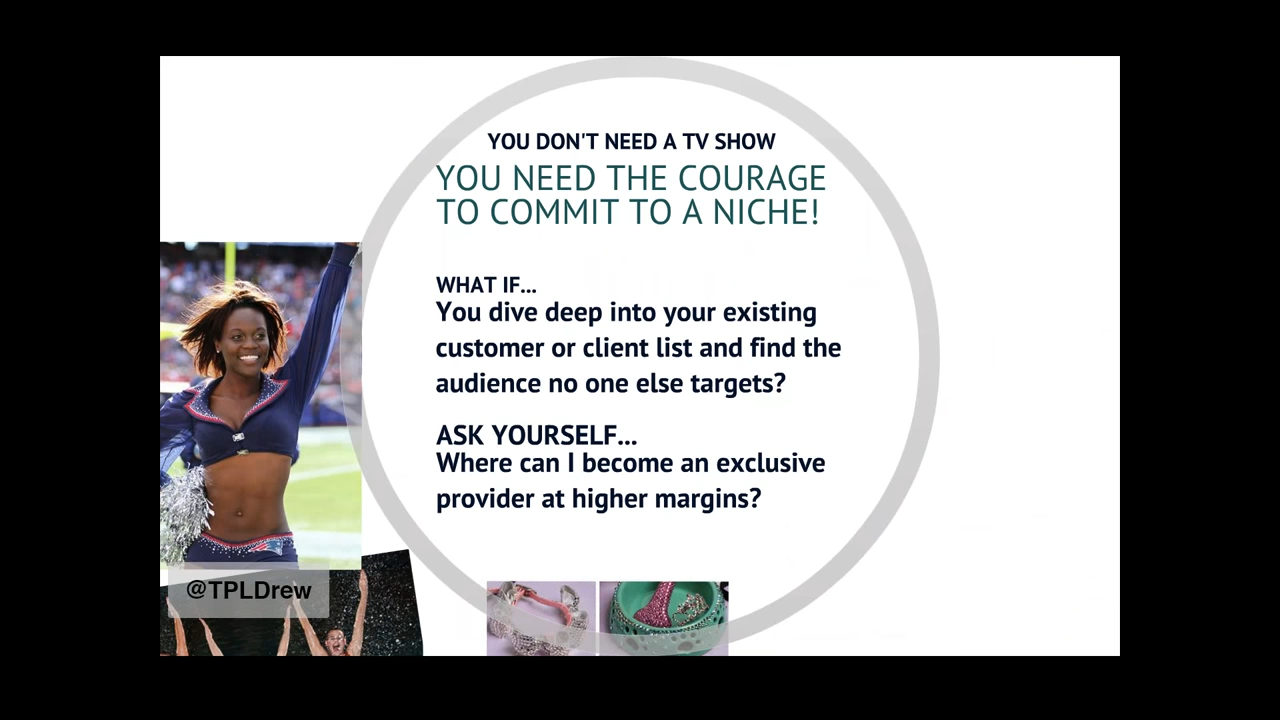 YOU DON'T NEED A TV SHOW
YOU NEED THE COURAGE
TO COMMIT TO A NICHE!
WHAT IF...
You dive deep into your existing
customer or client list and find the
audience no one else targets?
ASK YOURSELF...
Where can I become an exclusive
provider at higher margins?
@TPLDrew